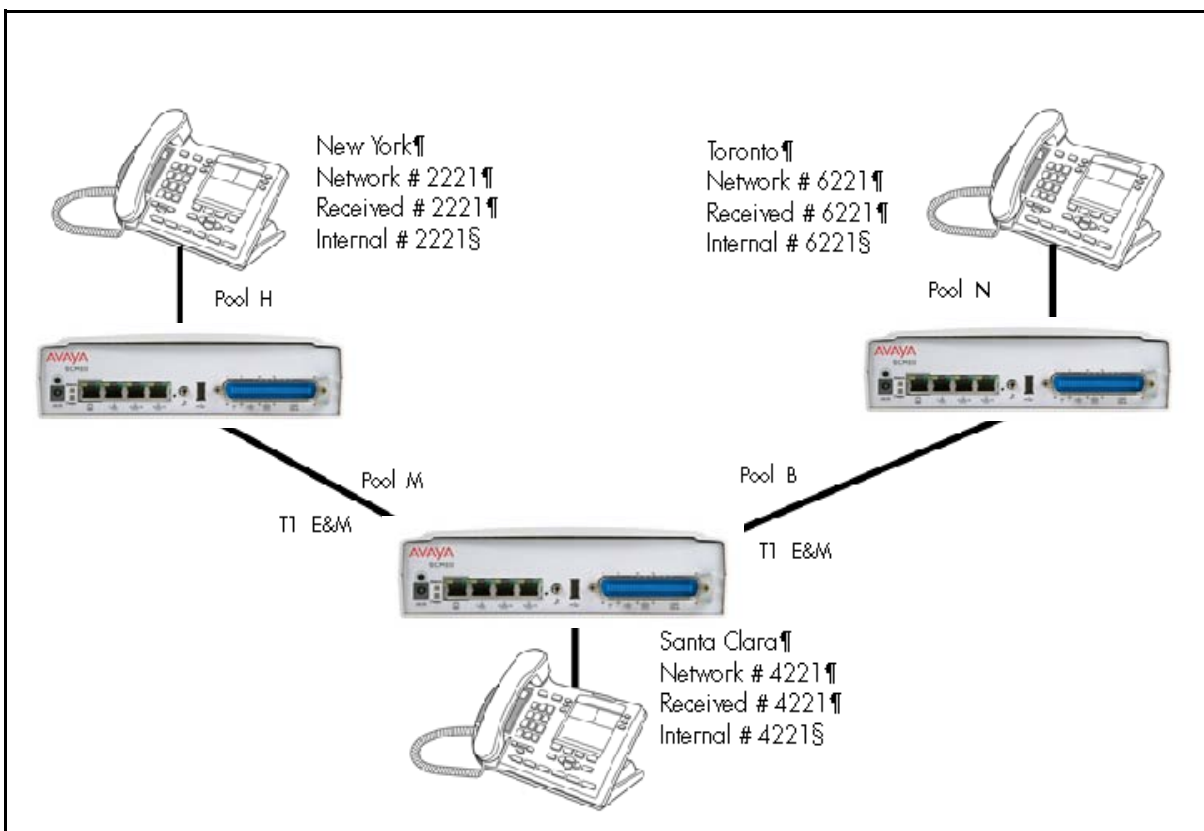 New York¶
Network # 2221¶
Received # 2221¶
Internal # 2221§
Toronto¶
Network # 6221¶
Received # 6221¶
Internal # 6221§
Pool H
Pool N
AVAYA
AVAYA
Pool M
Pool B
T1 E&M
T1 E&M
AVAYA
Santa Clara¶
Network # 4221¶
Received # 4221¶
Internal # 4221§